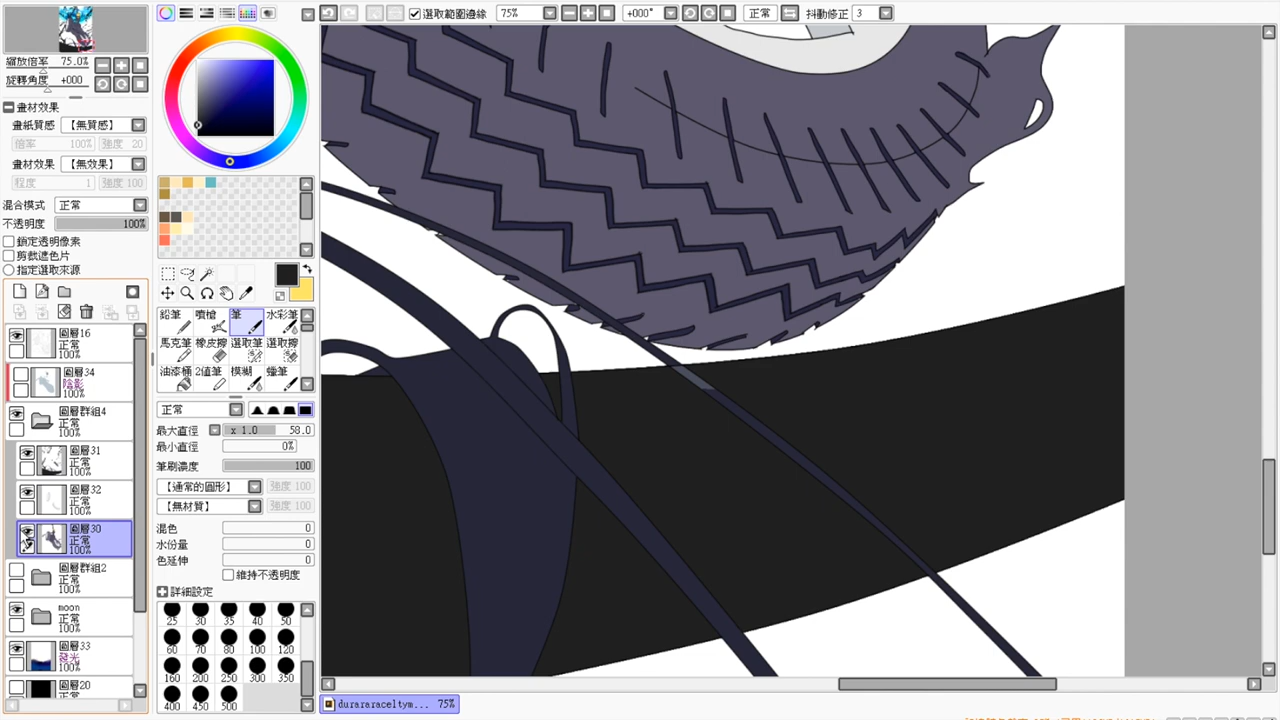 選取範圍邊緣 75% +000° 正常 抖動修正 3
縮放倍率 75.0%
旋轉角度 +000
畫材效果
畫紙質感 【無質感】
倍率 100% 強度 20
畫材效果 【無效果】
程度 1 強度 100
混合模式 正常
不透明度 100%
鎖定透明像素
剪裁遮色片
指定選取來源
圖層16
正常
100%
圖層34
陰影
100%
圖層群組4
正常
100%
圖層31
正常
100%
圖層32
正常
100%
圖層30
正常
100%
圖層群組2
正常
100%
moon
正常
100%
圖層33
發光
100%
圖層20
正常
鉛筆 噴槍 筆 水彩筆
馬克筆 橡皮擦 選取筆 選取擦
油漆桶 2值筆 模糊 蠟筆
正常
最大直徑 x 1.0 58.0
最小直徑 0%
筆刷濃度 100
【通常的圓形】 強度 100
【無材質】 強度 100
混色 0
水份量 0
色延伸 0
維持不透明度
詳細設定
25 30 35 40 50
60 70 80 100 120
160 200 250 300 350
400 450 500
durararaceltym... 75%